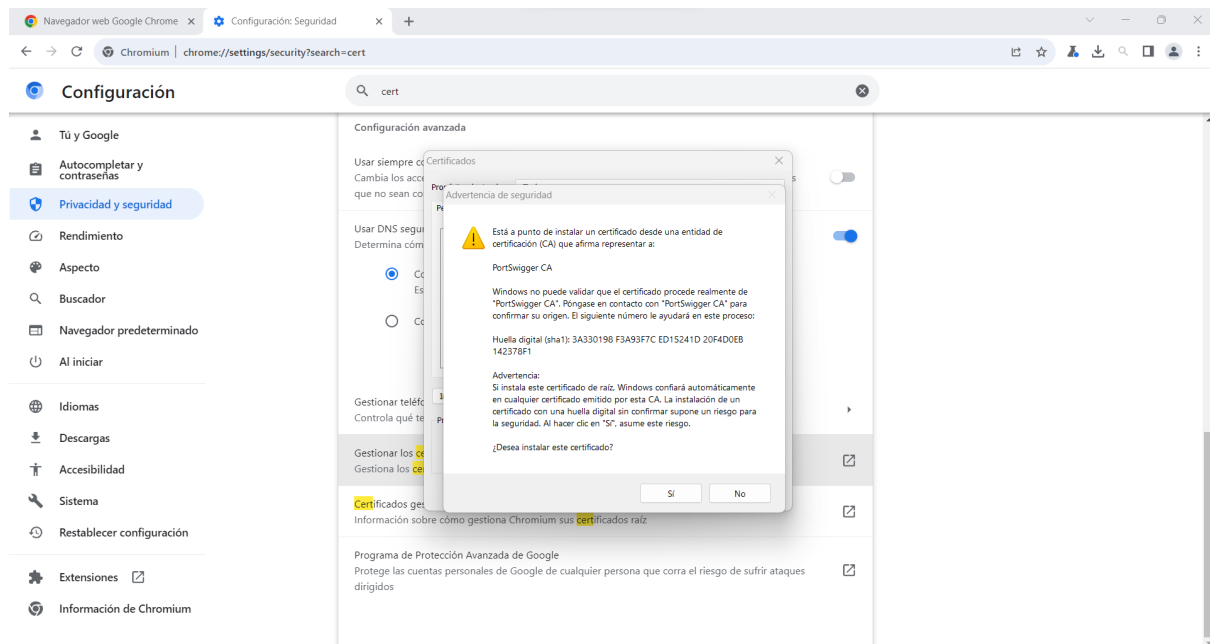 Navegador web Google Chrome
Configuración: Seguridad
Chromium
chrome://settings/security?search=cert
Configuración
cert
Tú y Google
Autocompletar y
contraseñas
Privacidad y seguridad
Rendimiento
Aspecto
Buscador
Navegador predeterminado
Al iniciar
Idiomas
Descargas
Accesibilidad
Sistema
Restablecer configuración
Extensiones
Información de Chromium
Configuración avanzada
Usar siempre
Cambia los
que no sean
Usar DNS
Determina
Gestionar
Controla qué
Gestionar los
Gestiona los
Certificados
Información sobre cómo gestiona Chromium sus certificados raíz
Programa de Protección Avanzada de Google
Protege las cuentas personales de Google de cualquier persona que corra el riesgo de sufrir ataques
dirigidos
Certificados
Advertencia de seguridad
Está a punto de instalar un certificado desde una entidad de
certificación (CA) que afirma representar a:
PortSwigger CA
Windows no puede validar que el certificado procede realmente de
"PortSwigger CA". Póngase en contacto con "PortSwigger CA" para
confirmar su origen. El siguiente número le ayudará en este proceso:
Huella digital (sha1): 3A330198 F3A93F7C ED15241D 20F4D0EB
142378F1
Advertencia:
Si instala este certificado de raíz, Windows confiará automáticamente
en cualquier certificado emitido por esta CA. La instalación de un
certificado con una huella digital sin confirmar supone un riesgo para
la seguridad. Al hacer clic en "Sí", asume este riesgo.
¿Desea instalar este certificado?
Sí
No